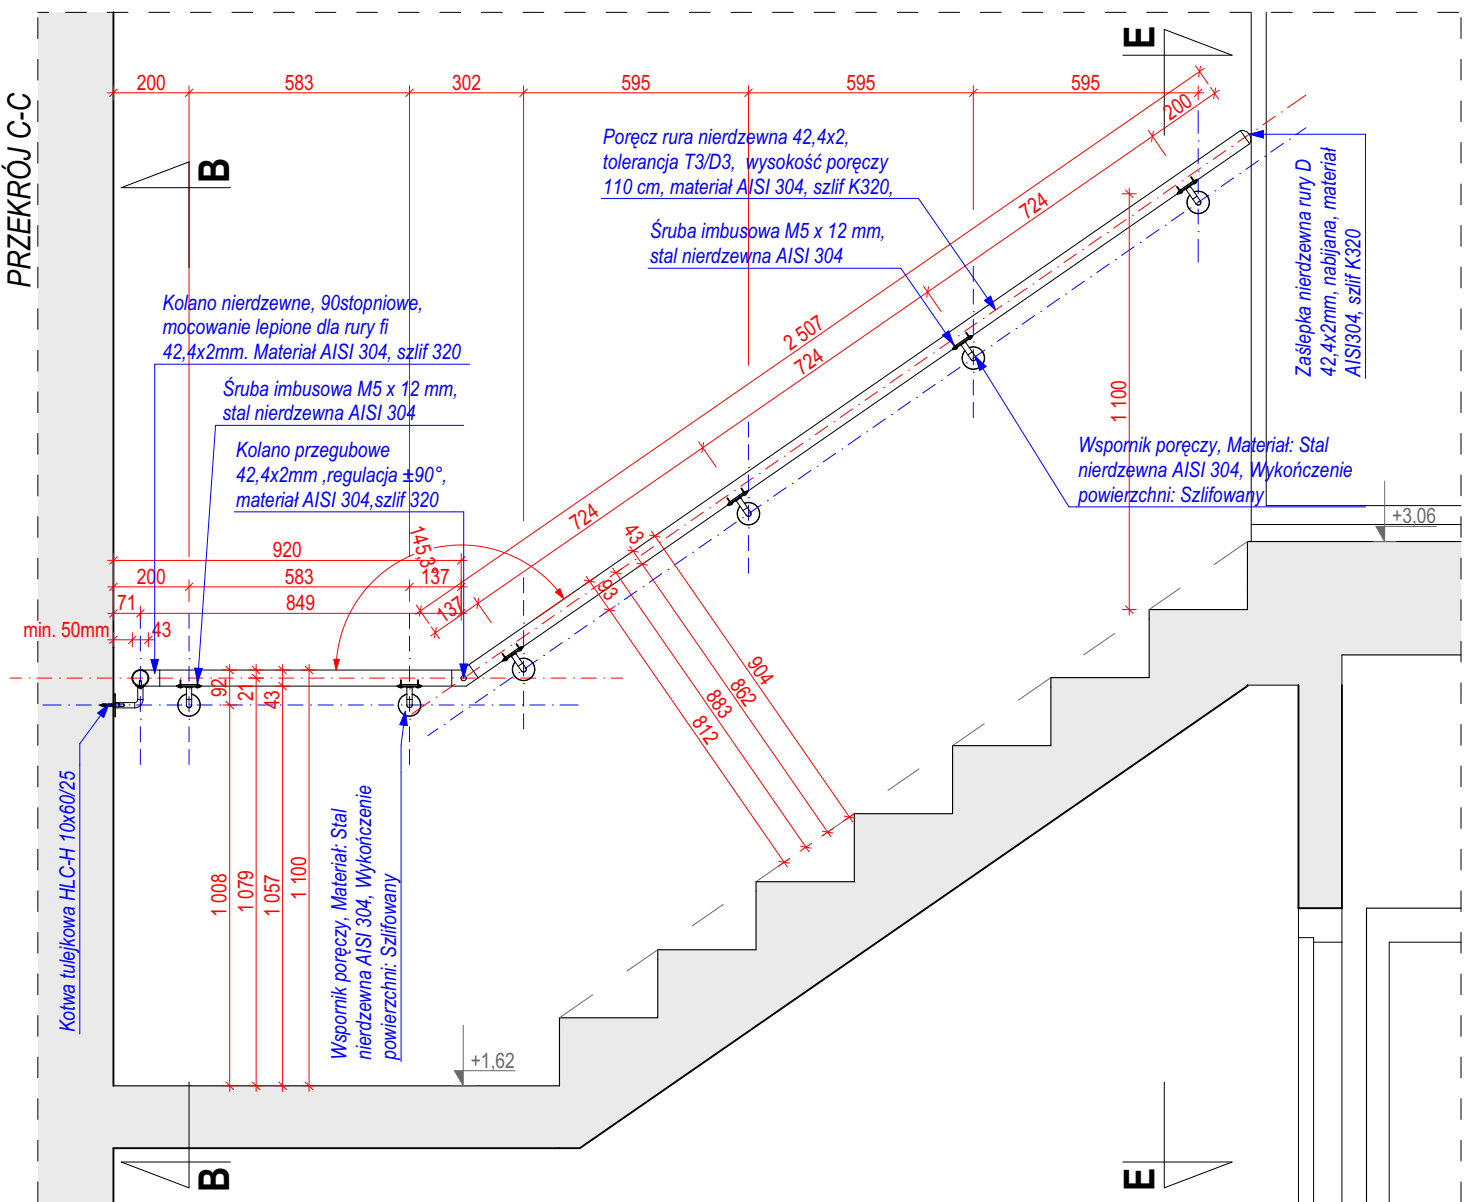 PRZEKRÓJ C-C
200
583
302
595
595
595
E
B
200
Poręcz rura nierdzewna 42,4x2,
tolerancja T3/D3, wysokość poręczy
110 cm, materiał AISI 304, szlif K320,
Śruba imbusowa M5 x 12 mm,
stal nierdzewna AISI 304
724
Zaślepka nierdzewna rury D
42,4x2mm, nabijana, materiał
AISI304, szlif K320
Kolano nierdzewne, 90stopniowe,
mocowanie lepione dla rury fi
42,4x2mm. Materiał AISI 304, szlif 320
Śruba imbusowa M5 x 12 mm,
stal nierdzewna AISI 304
Kolano przegubowe
42,4x2mm ,regulacja ±90°,
materiał AISI 304,szlif 320
2 507
724
1 100
Wspornik poręczy, Materiał: Stal
nierdzewna AISI 304, Wykończenie
powierzchni: Szlifowany
724
+3,06
920
145,3°
43
200
583
137
93
71
849
137
min. 50mm
43
92
21
43
904
862
883
812
Kotwa tulejkowa HLC-H 10x60/25
1 008
1 079
1 057
1 100
Wspornik poręczy, Materiał: Stal
nierdzewna AISI 304, Wykończenie
powierzchni: Szlifowany
+1,62
B
E